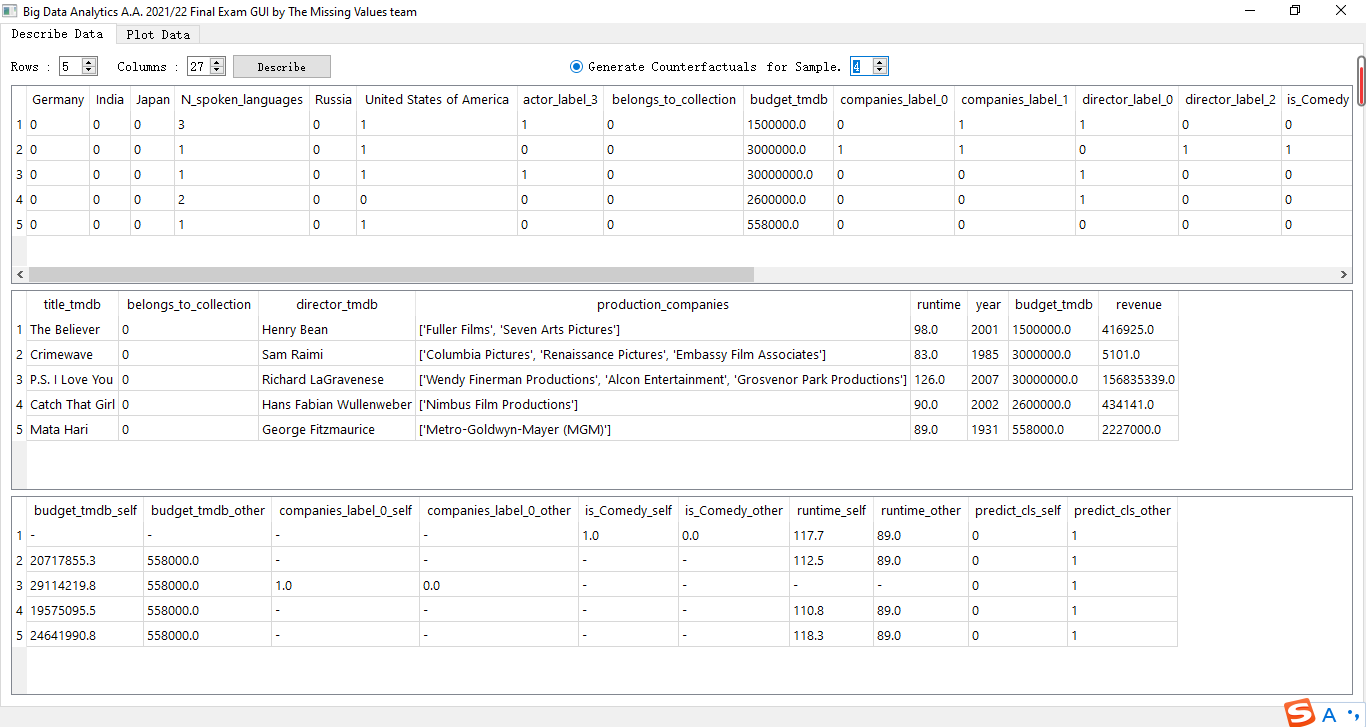 Big Data Analytics A.A. 2021/22 Final Exam GUI by The Missing Values team
Describe Data Plot Data
Rows : 5 Columns : 27 Describe Generate Counterfactuals for Sample. 4
Germany India Japan N_spoken_languages Russia United States of America actor_label_3 belongs_to_collection budget_tmdb companies_label_0 companies_label_1 director_label_0 director_label_2 is_Comedy
1 0 0 0 3 0 1 1 0 1500000.0 0 1 1 0 0
2 0 0 0 1 0 1 0 0 3000000.0 1 1 0 1 1
3 0 0 0 1 0 1 1 0 30000000.0 0 0 1 0 0
4 0 0 0 2 0 0 0 0 2600000.0 0 0 1 0 0
5 0 0 0 1 0 1 0 0 558000.0 0 0 0 0 0
title_tmdb belongs_to_collection director_tmdb production_companies runtime year budget_tmdb revenue
1 The Believer 0 Henry Bean ['Fuller Films', 'Seven Arts Pictures'] 98.0 2001 1500000.0 416925.0
2 Crimewave 0 Sam Raimi ['Columbia Pictures', 'Renaissance Pictures', 'Embassy Film Associates'] 83.0 1985 3000000.0 5101.0
3 P.S. I Love You 0 Richard LaGravenese ['Wendy Finerman Productions', 'Alcon Entertainment', 'Grosvenor Park Productions'] 126.0 2007 30000000.0 156835339.0
4 Catch That Girl 0 Hans Fabian Wullenweber ['Nimbus Film Productions'] 90.0 2002 2600000.0 434141.0
5 Mata Hari 0 George Fitzmaurice ['Metro-Goldwyn-Mayer (MGM)'] 89.0 1931 558000.0 2227000.0
budget_tmdb_self budget_tmdb_other companies_label_0_self companies_label_0_other is_Comedy_self is_Comedy_other runtime_self runtime_other predict_cls_self predict_cls_other
1 - - - - 1.0 0.0 117.7 89.0 0 1
2 20717855.3 558000.0 - - - - 112.5 89.0 0 1
3 29114219.8 558000.0 1.0 0.0 - - - - 0 1
4 19575095.5 558000.0 - - - - 110.8 89.0 0 1
5 24641990.8 558000.0 - - - - 118.3 89.0 0 1
S A